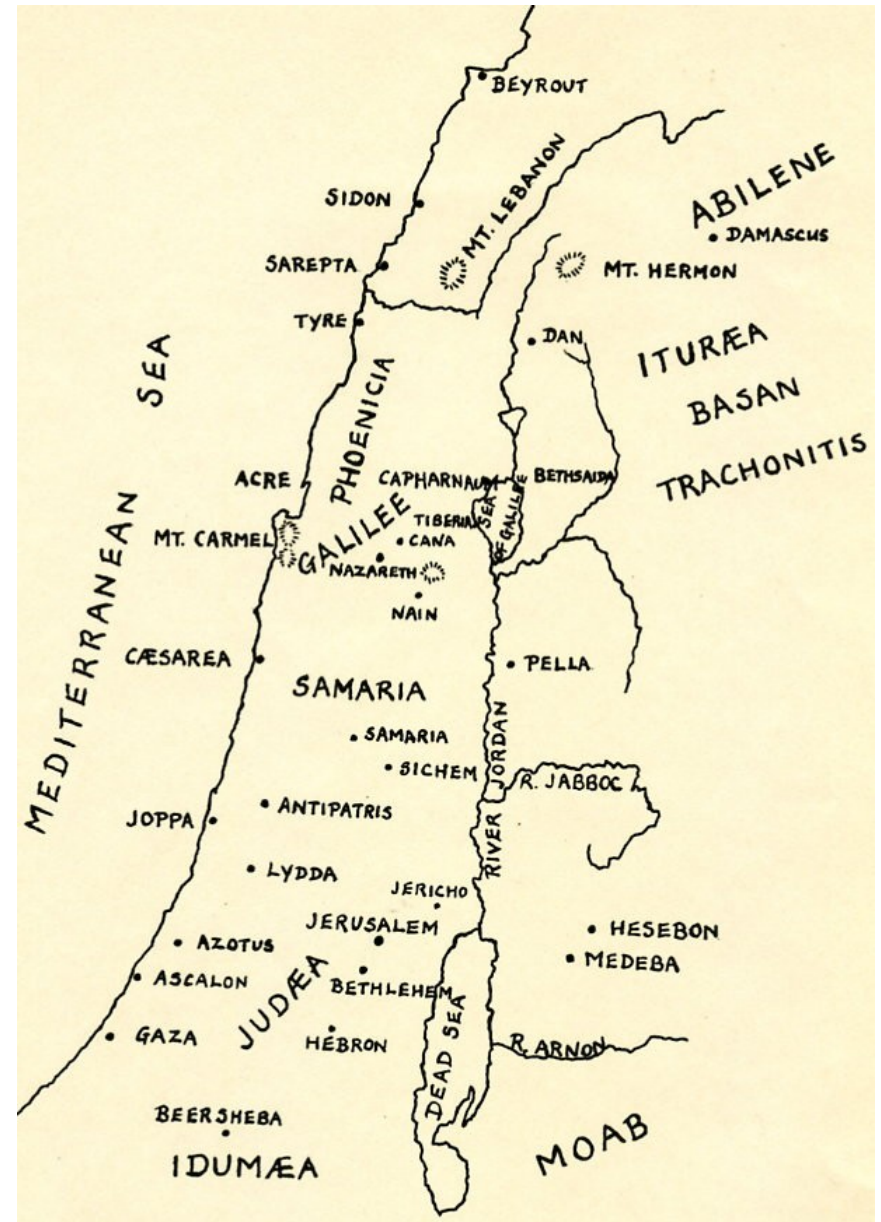 BEYROUT
MT. LEBANON
ABILENE
SIDON
DAMASCUS
SAREPTA
MT. HERMON
TYRE
DAN
ITURÆA
MEDITERRANEAN SEA
PHOENICIA
BASAN
TRACHONITIS
ACRE
CAPHARNAUM
BETHSAIDA
SEA OF GALILEE
TIBERIAS
MT. CARMEL
GALILEE
CANA
NAZARETH
NAIN
CÆSAREA
PELLA
SAMARIA
SAMARIA
SICHEM
RIVER JORDAN
R. JABBOC
ANTIPATRIS
JOPPA
LYDDA
JERICHO
JERUSALEM
HESEBON
AZOTUS
MEDEBA
ASCALON
JUDÆA
BETHLEHEM
GAZA
HEBRON
DEAD SEA
R. ARNON
BEERSHEBA
MOAB
IDUMÆA